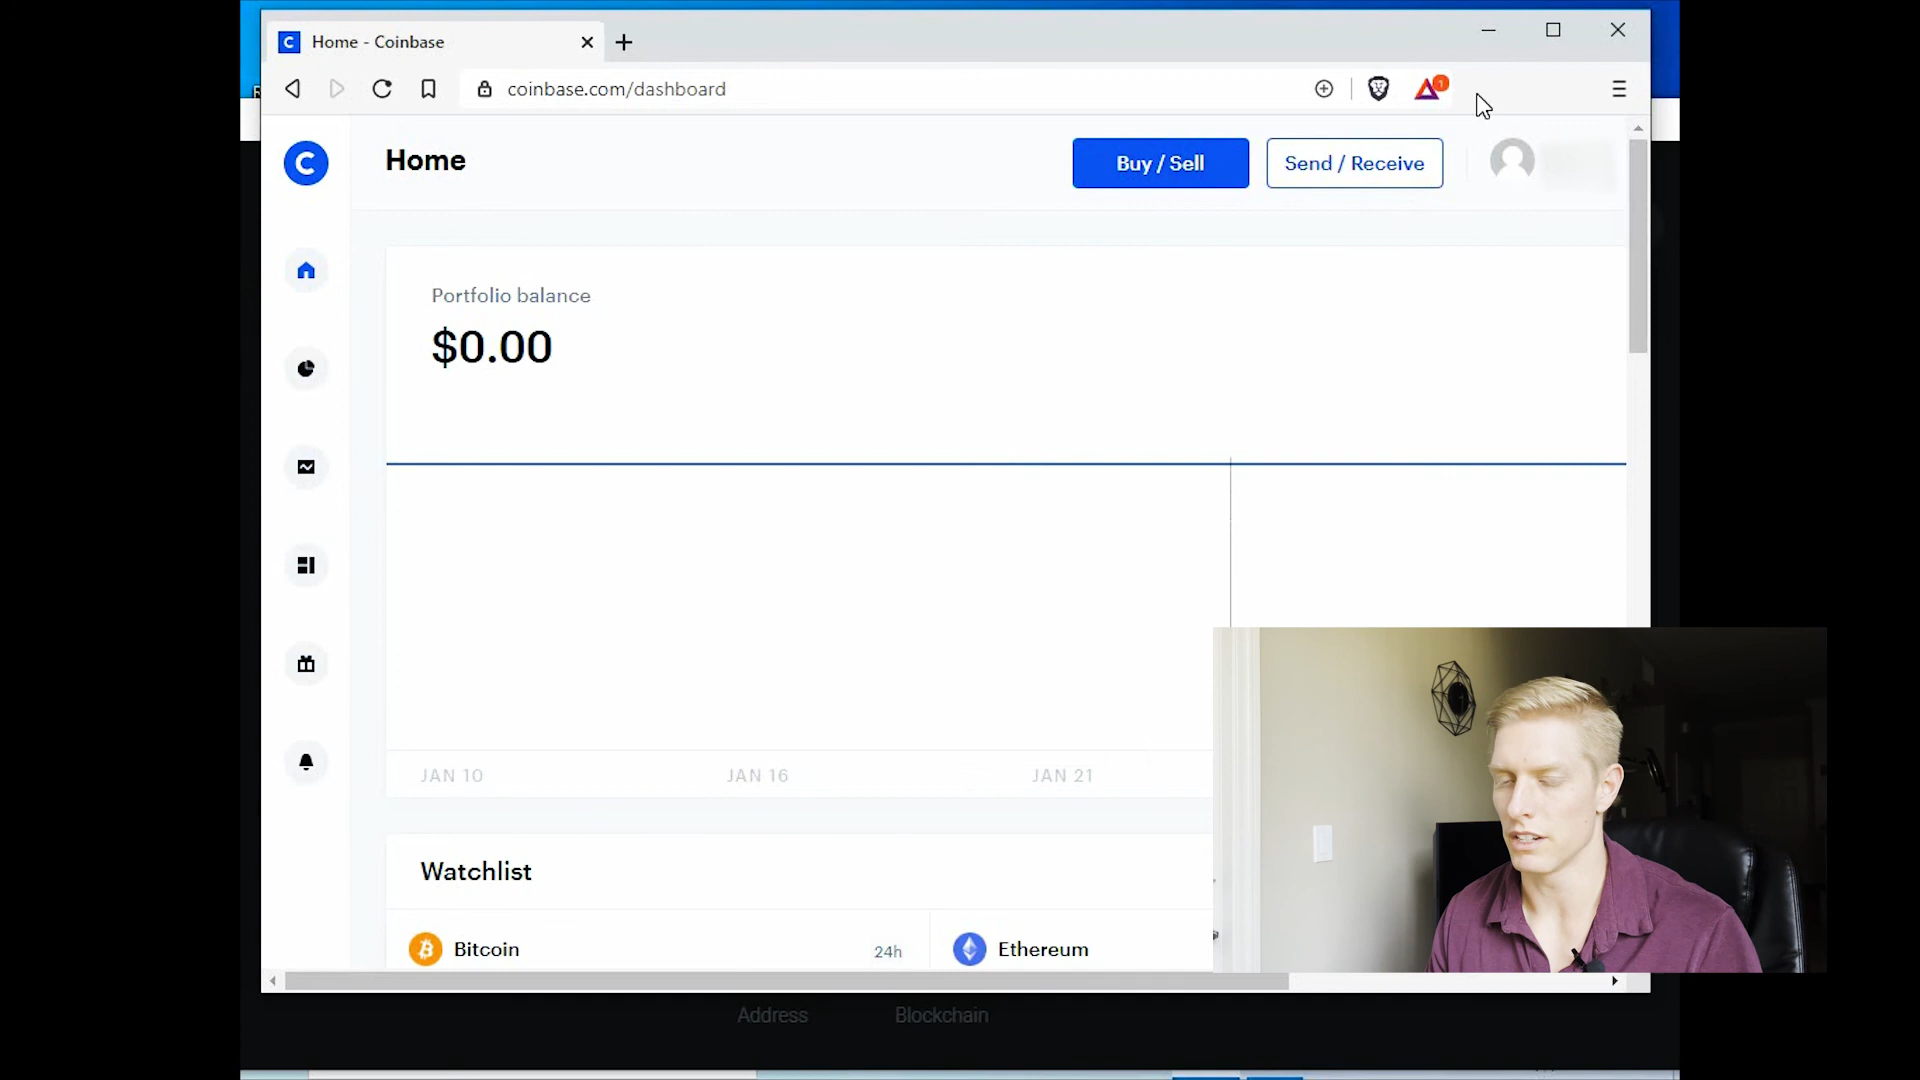 Home - Coinbase
coinbase.com/dashboard
1
C
Home
Buy / Sell
Send / Receive
Portfolio balance
$0.00
JAN 10
JAN 16
JAN 21
Watchlist
Bitcoin
24h
Ethereum
Address
Blockchain